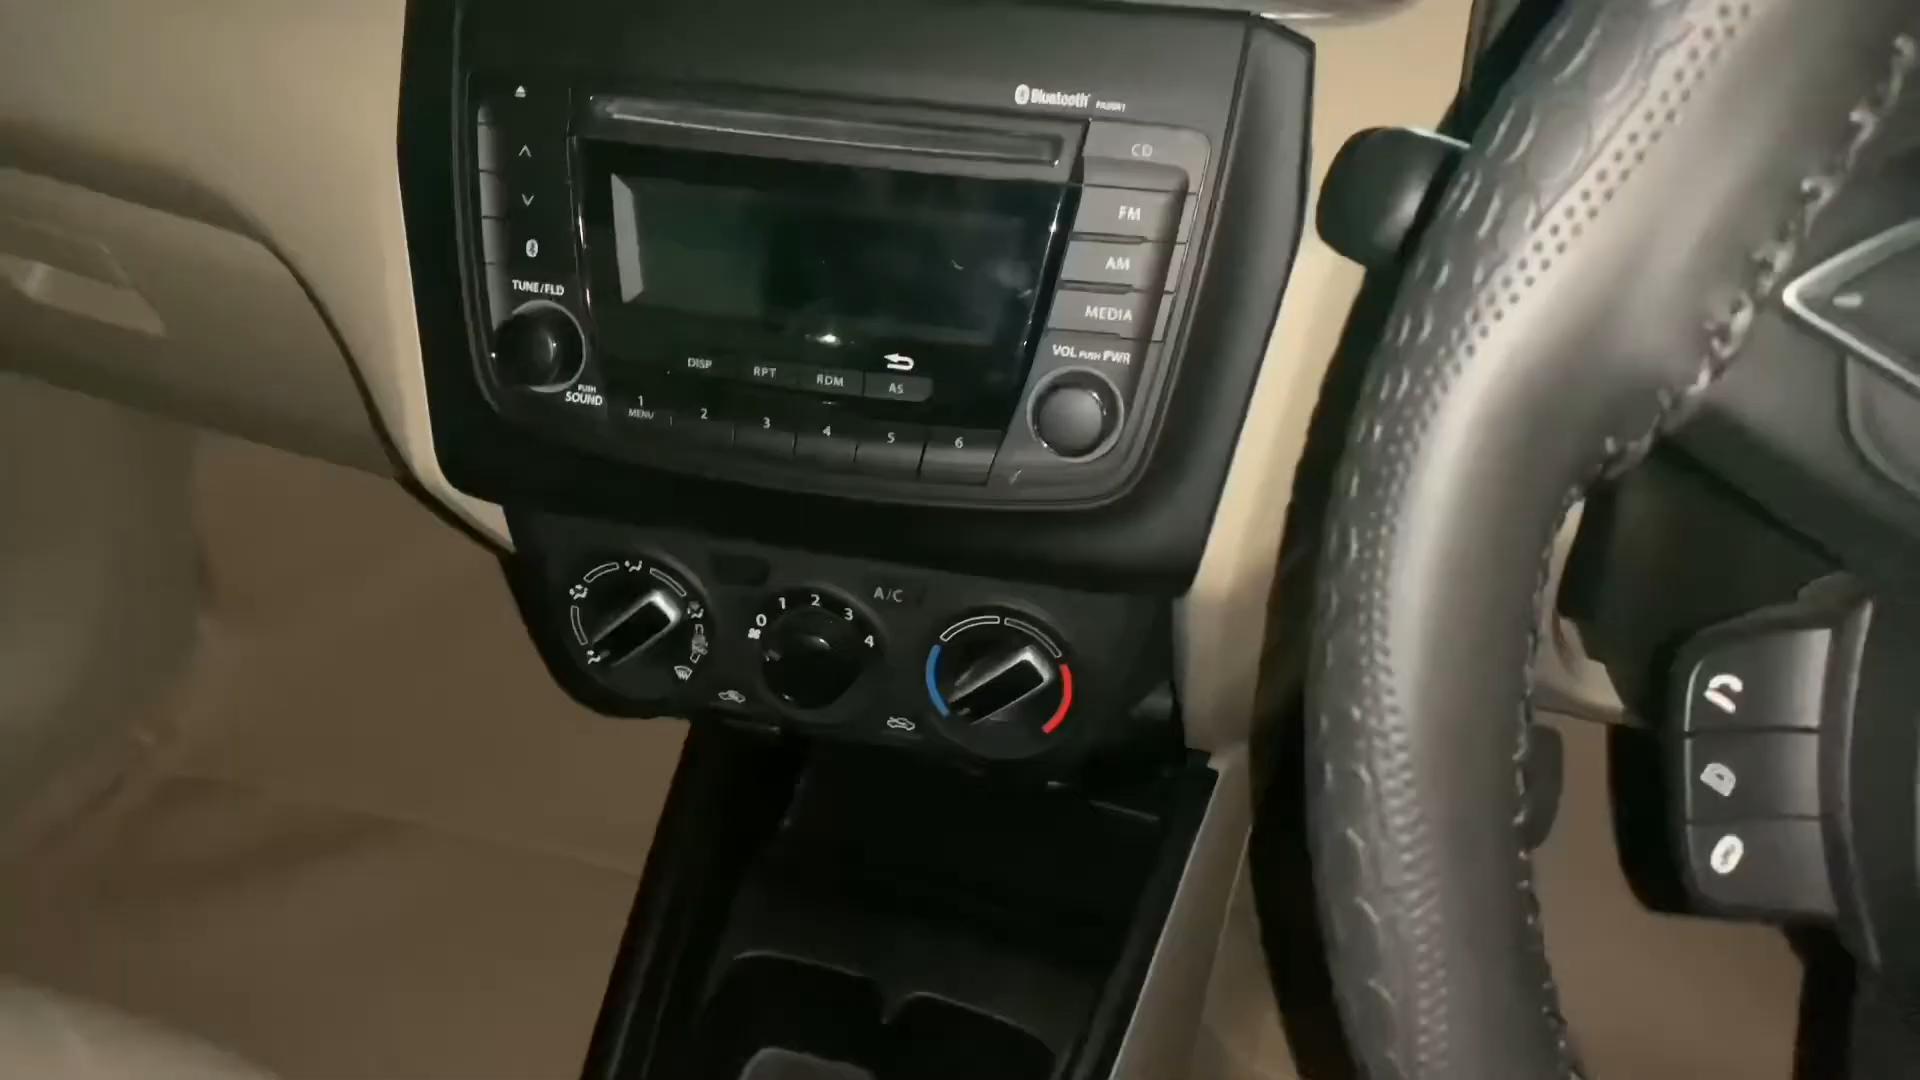 Bluetooth
CD
FM
AM
MEDIA
TUNE/FLD
VOL PUSH PWR
DISP
RPT
RDM
AS
PUSH
SOUND
1
MENU
2
3
4
5
6
A/C
0
1
2
3
4